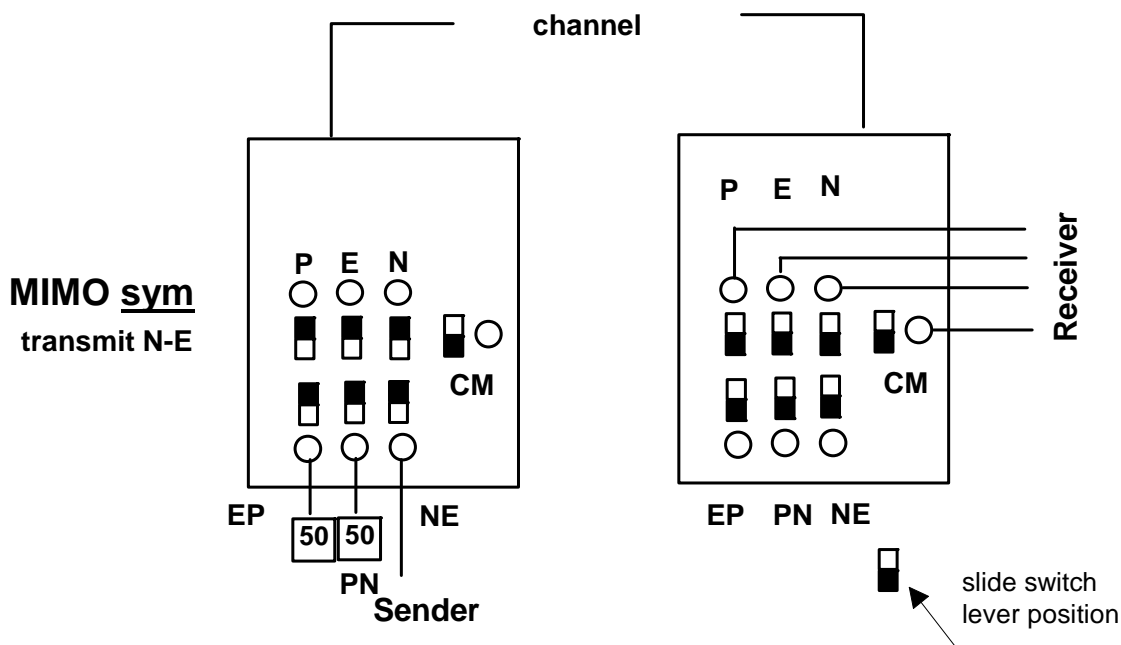 channel
P E N
P E N
MIMO sym
transmit N-E
CM
CM
Receiver
EP
50
50
NE
PN
Sender
EP PN NE
slide switch
lever position